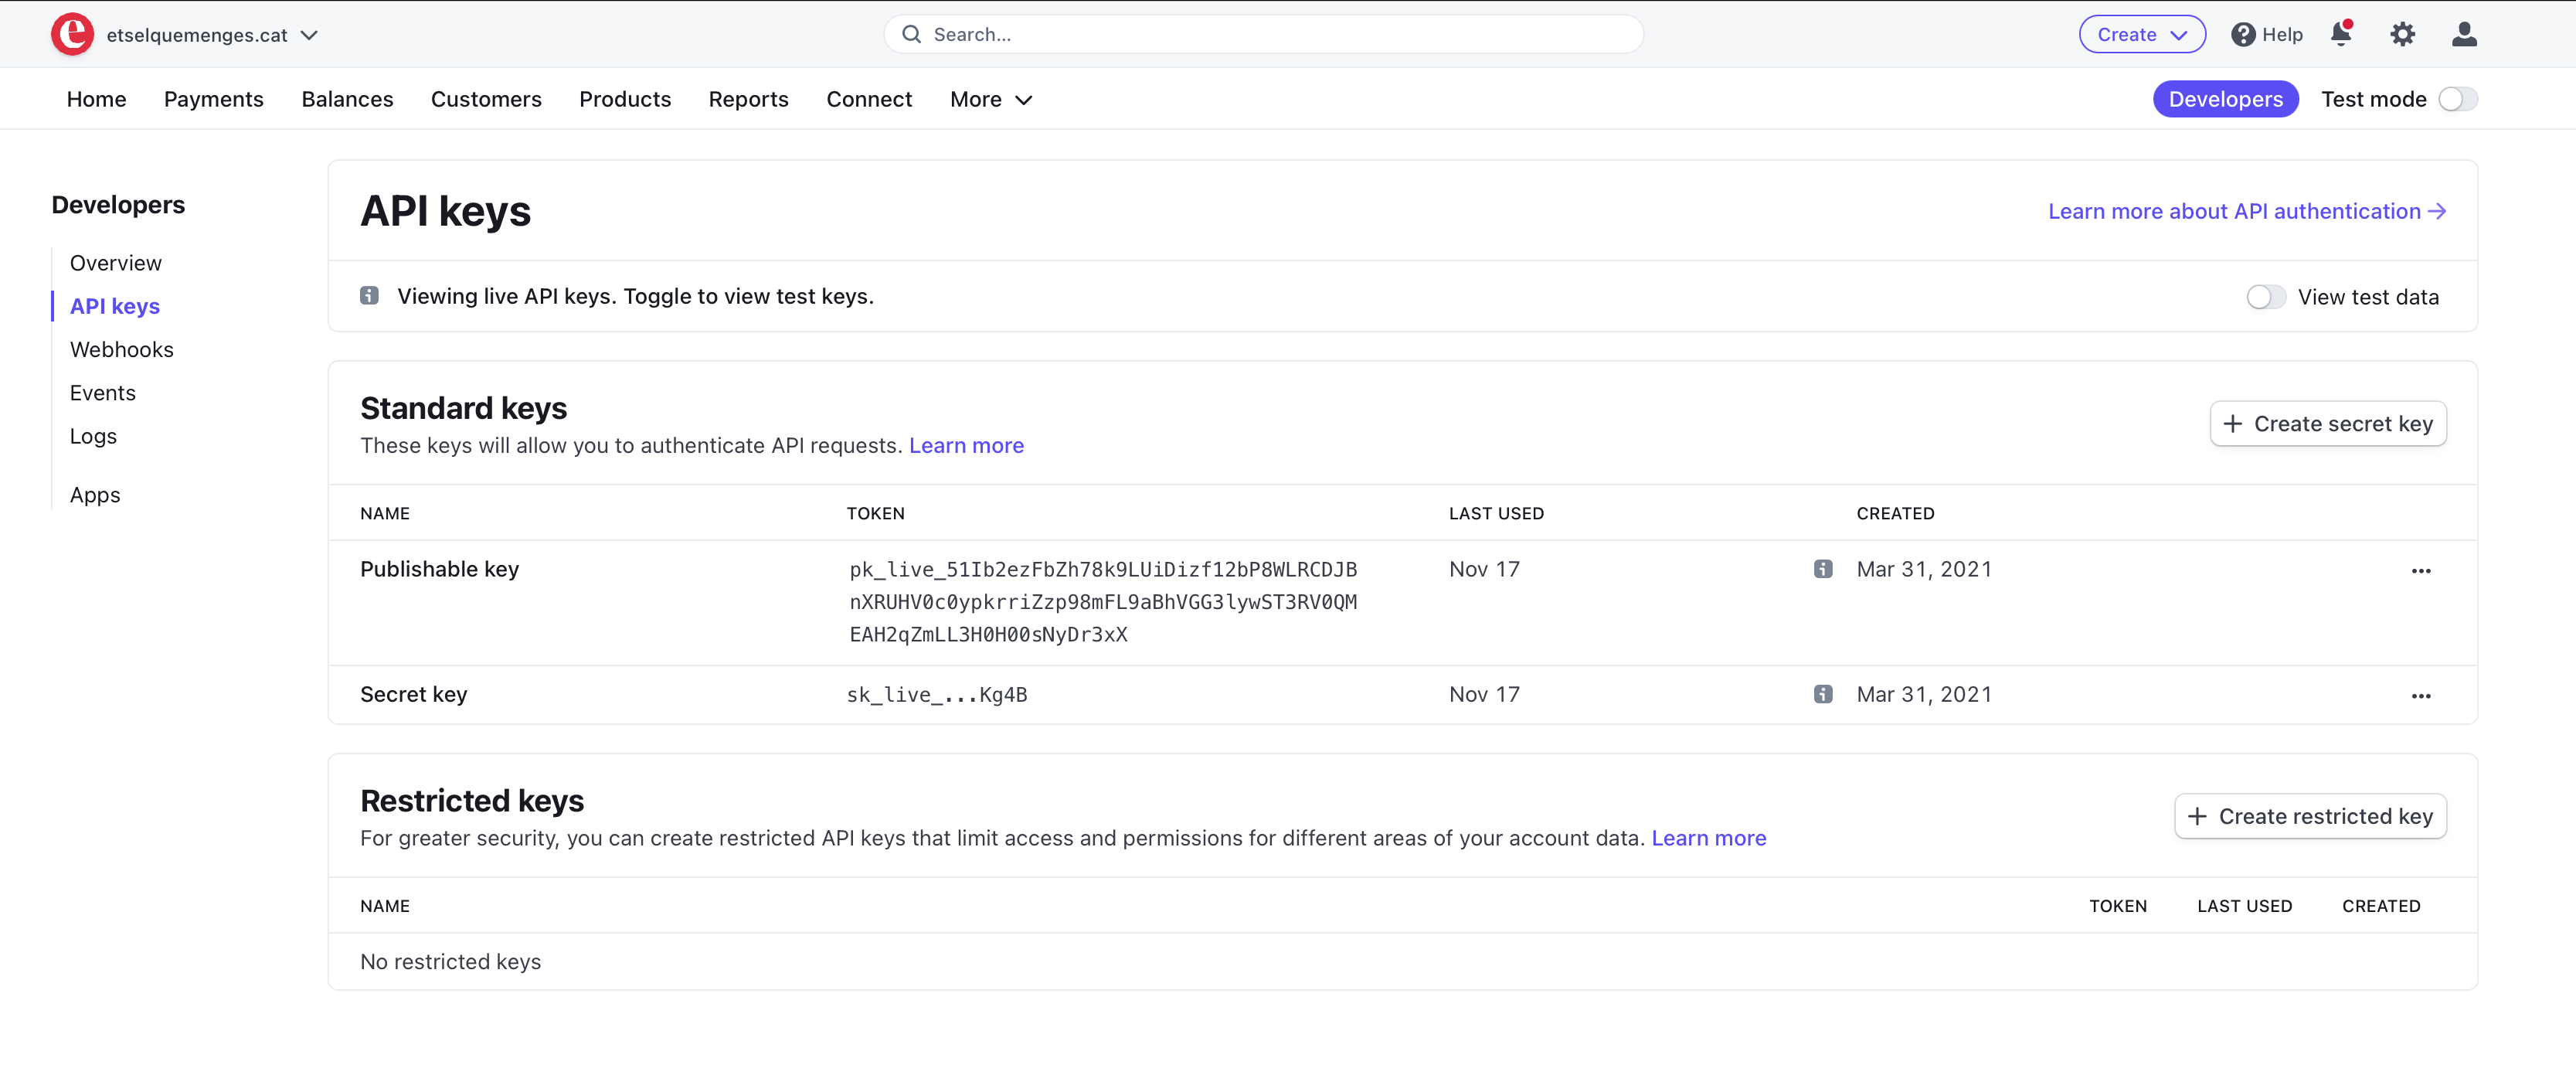 etselquemenges.cat
Search...
Create
Help
Home Payments Balances Customers Products Reports Connect More
Developers Test mode
Developers
Overview
API keys
Webhooks
Events
Logs
Apps
API keys
Learn more about API authentication →
Viewing live API keys. Toggle to view test keys.
View test data
Standard keys
These keys will allow you to authenticate API requests. Learn more
+ Create secret key
NAME TOKEN LAST USED CREATED
Publishable key pk_live_51Ib2ezFbZh78k9LUiDizf12bP8WLRCDJB Nov 17 Mar 31, 2021
nXRUHV0c0ypkrriZzp98mFL9aBhVGG3lywST3RV0QM
EAH2qZmLL3H0H00sNyDr3xX
Secret key sk_live_...Kg4B Nov 17 Mar 31, 2021
Restricted keys
For greater security, you can create restricted API keys that limit access and permissions for different areas of your account data. Learn more
+ Create restricted key
NAME TOKEN LAST USED CREATED
No restricted keys